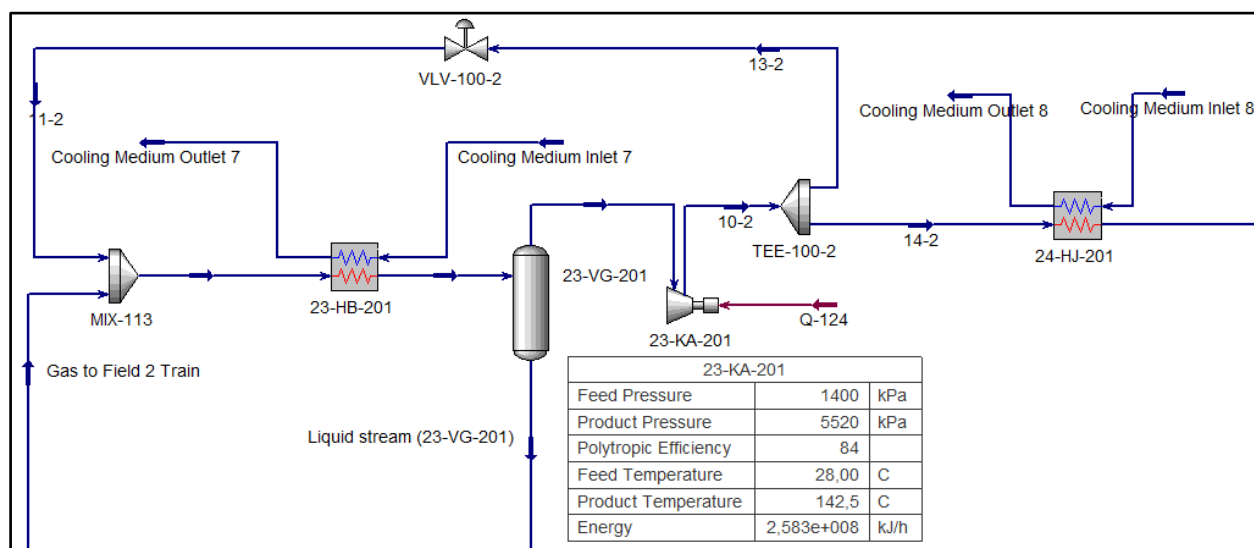 VLV-100-2
13-2
11-2
Cooling Medium Outlet 7
Cooling Medium Inlet 7
Cooling Medium Outlet 8
Cooling Medium Inlet 8
10-2
TEE-100-2
14-2
24-HJ-201
MIX-113
23-HB-201
23-VG-201
23-KA-201
Q-124
Gas to Field 2 Train
Liquid stream (23-VG-201)
23-KA-201
Feed Pressure 1400 kPa
Product Pressure 5520 kPa
Polytropic Efficiency 84
Feed Temperature 28,00 C
Product Temperature 142,5 C
Energy 2,583e+008 kJ/h